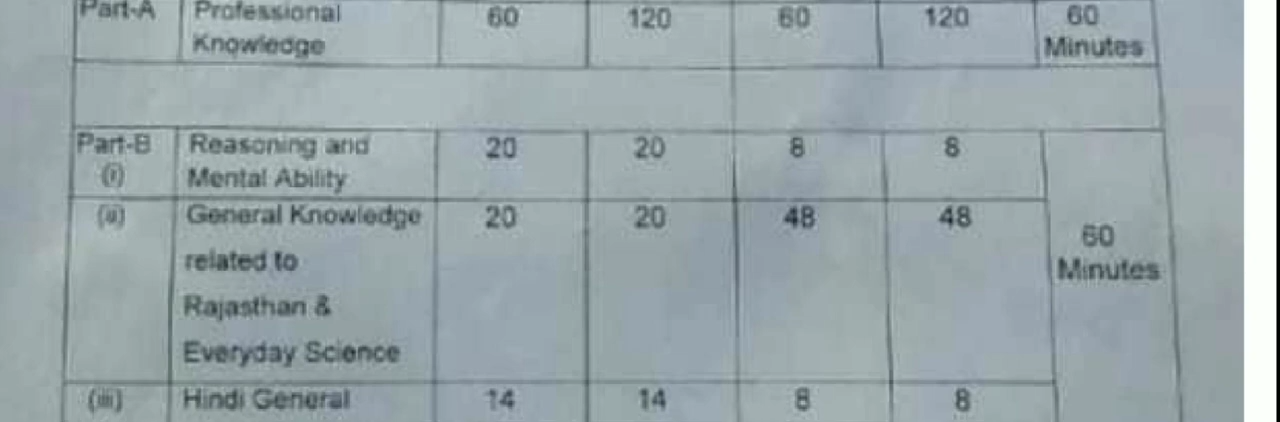 Part-A Professional 60 120 60 120 60
Knowledge Minutes
Part-B Reasoning and 20 20 8 8
(i) Mental Ability
(ii) General Knowledge 20 20 48 48
60
related to
Minutes
Rajasthan &
Everyday Science
(iii) Hindi General 14 14 8 8